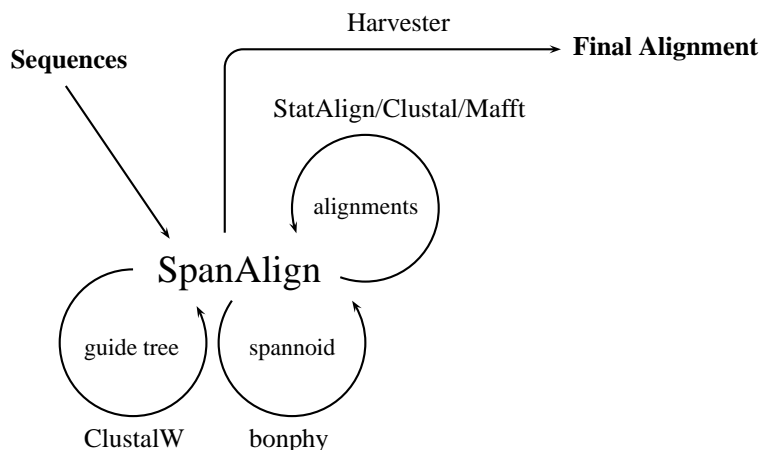 Harvester
Sequences
Final Alignment
StatAlign/Clustal/Mafft
alignments
SpanAlign
guide tree
spannoid
ClustalW
bonphy